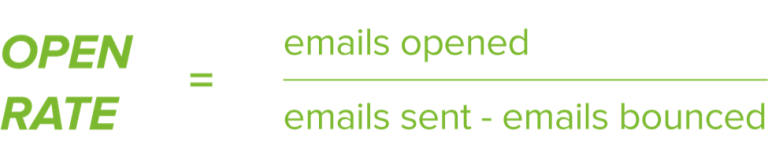 OPEN
RATE
=
emails opened
emails sent - emails bounced